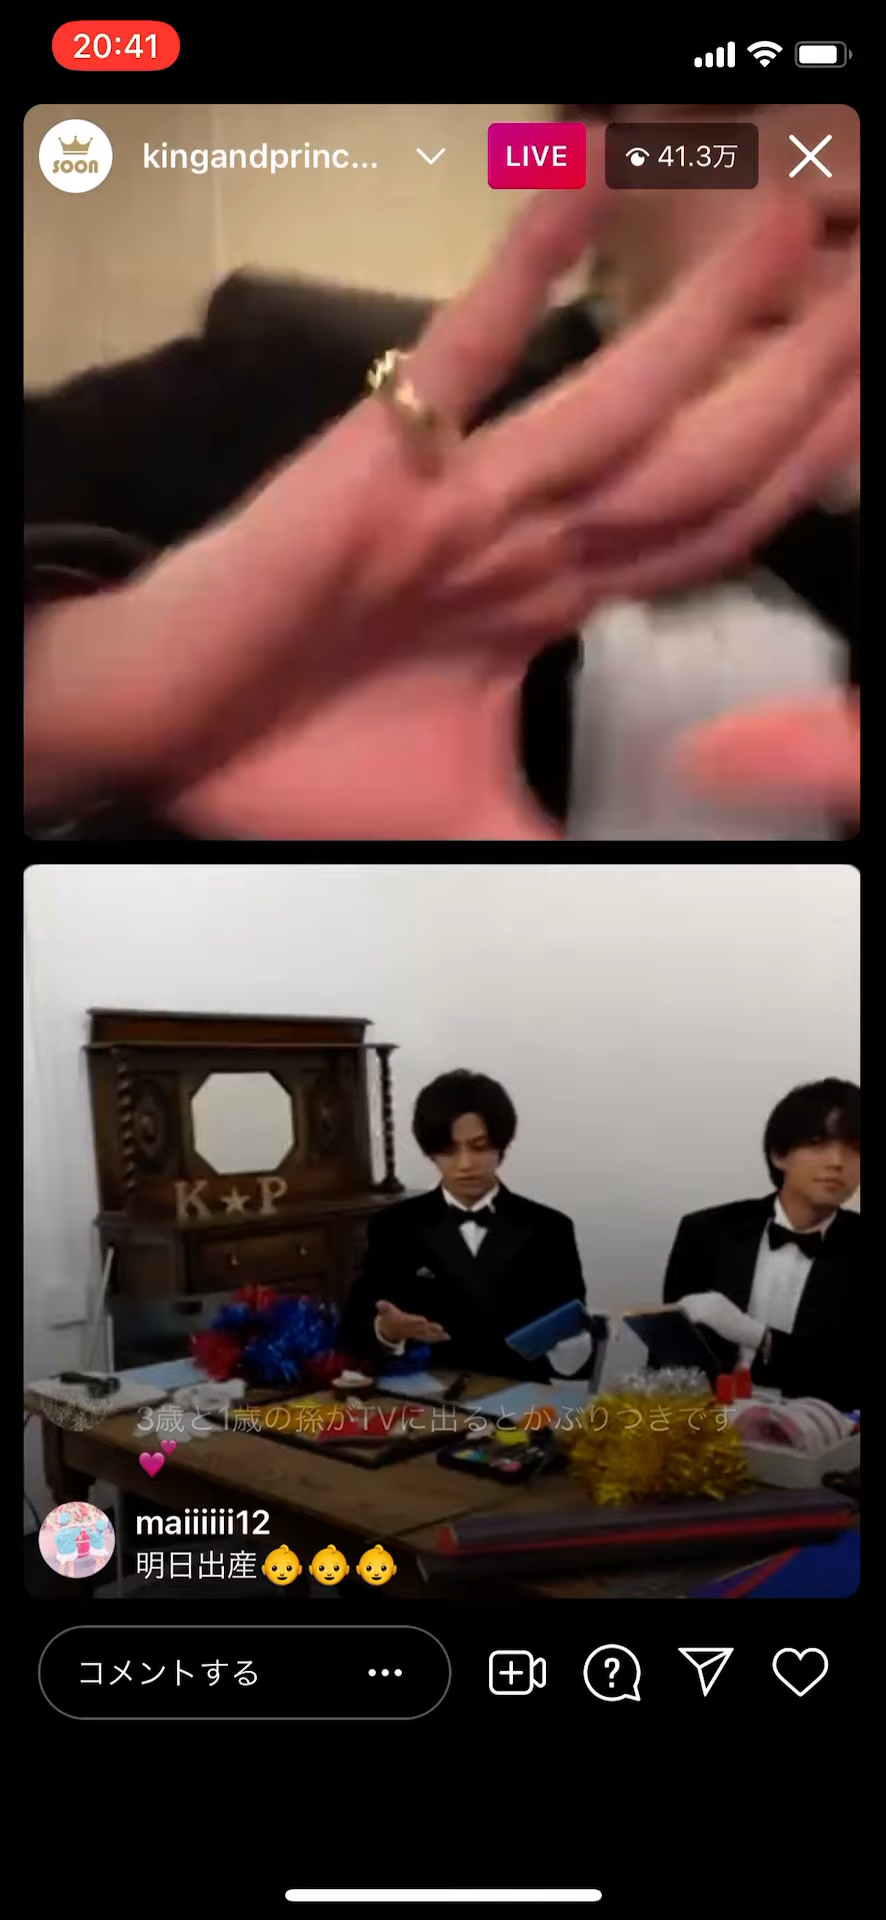 20:41
SOON
kingandprinc...
LIVE
41.3万
K★P
3歳と1歳の孫がTVに出るとかぶりつきです
💕
maiiiiii12
明日出産👶👶👶
コメントする